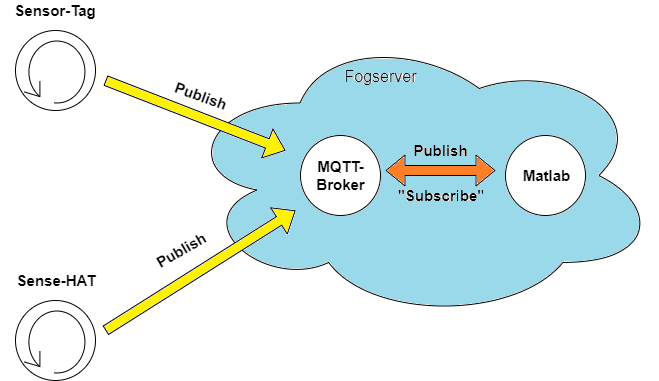 Sensor-Tag
Publish
Fogserver
MQTT-
Broker
Publish
"Subscribe"
Matlab
Publish
Sense-HAT